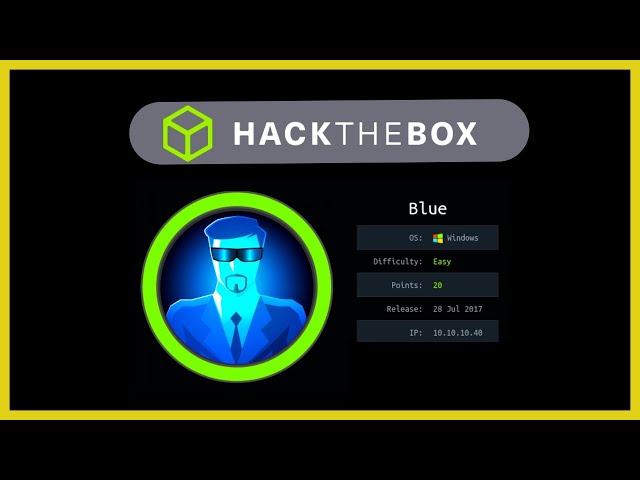 HACKTHEBOX
Blue
OS: Windows
Difficulty: Easy
Points: 20
Release: 28 Jul 2017
IP: 10.10.10.40